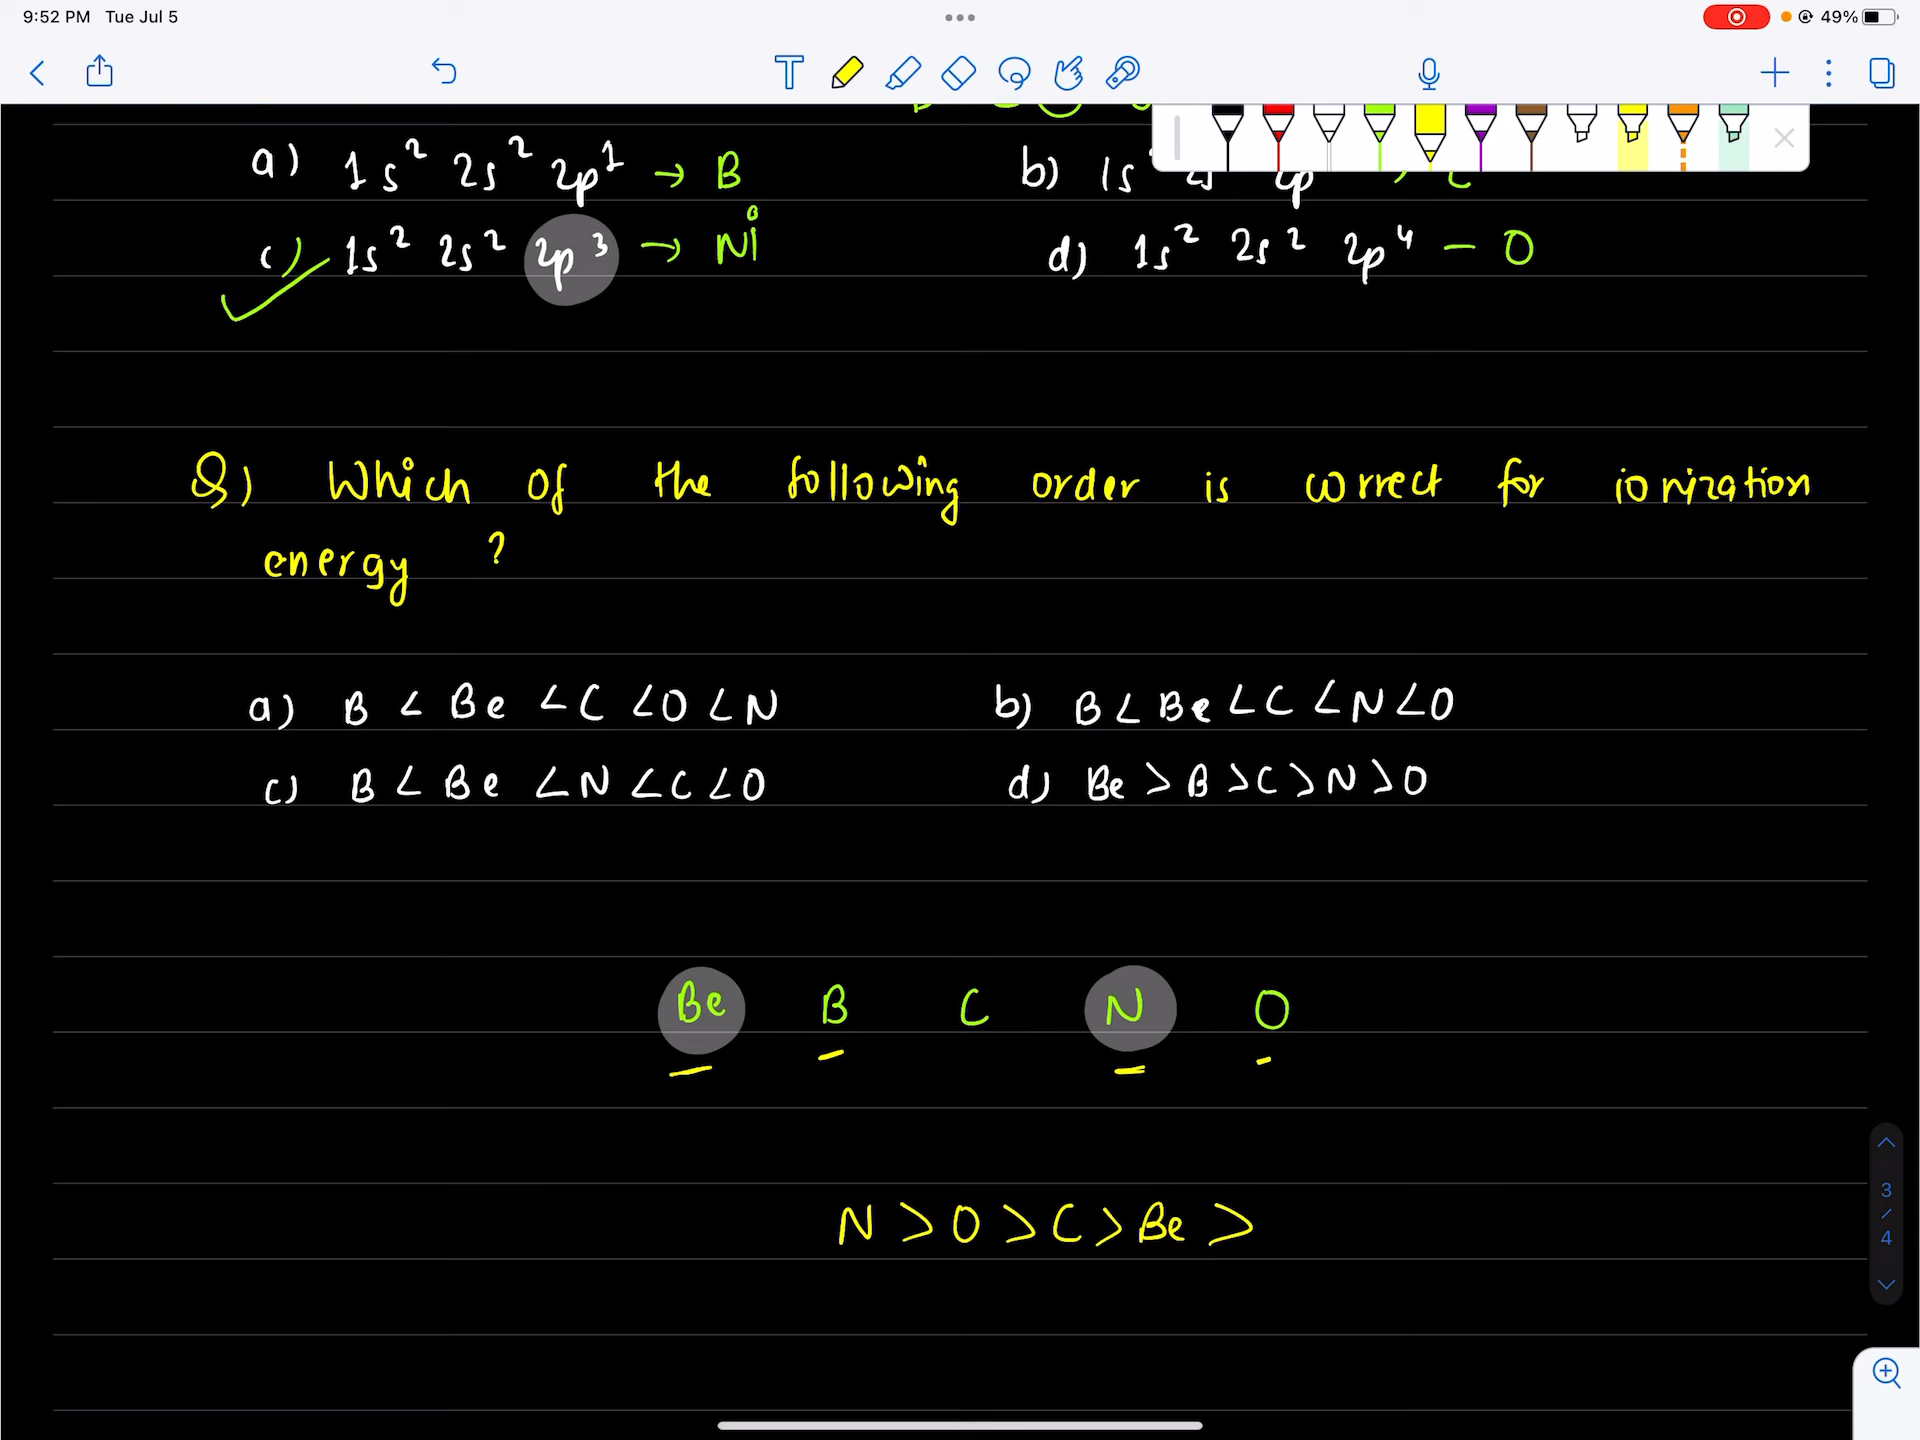 9:52 PM Tue Jul 5
49%
a) 1s² 2s² 2p¹ → B
b) 1s
c) 1s² 2s² 2p³ → Ni
d) 1s² 2s² 2p⁴ – O
Q) Which of the following order is correct for ionization
energy ?
a) B < Be < C < O < N
b) B < Be < C < N < O
c) B < Be < N < C < O
d) Be > B > C > N > O
Be B C N O
N > O > C > Be >
3
/
4